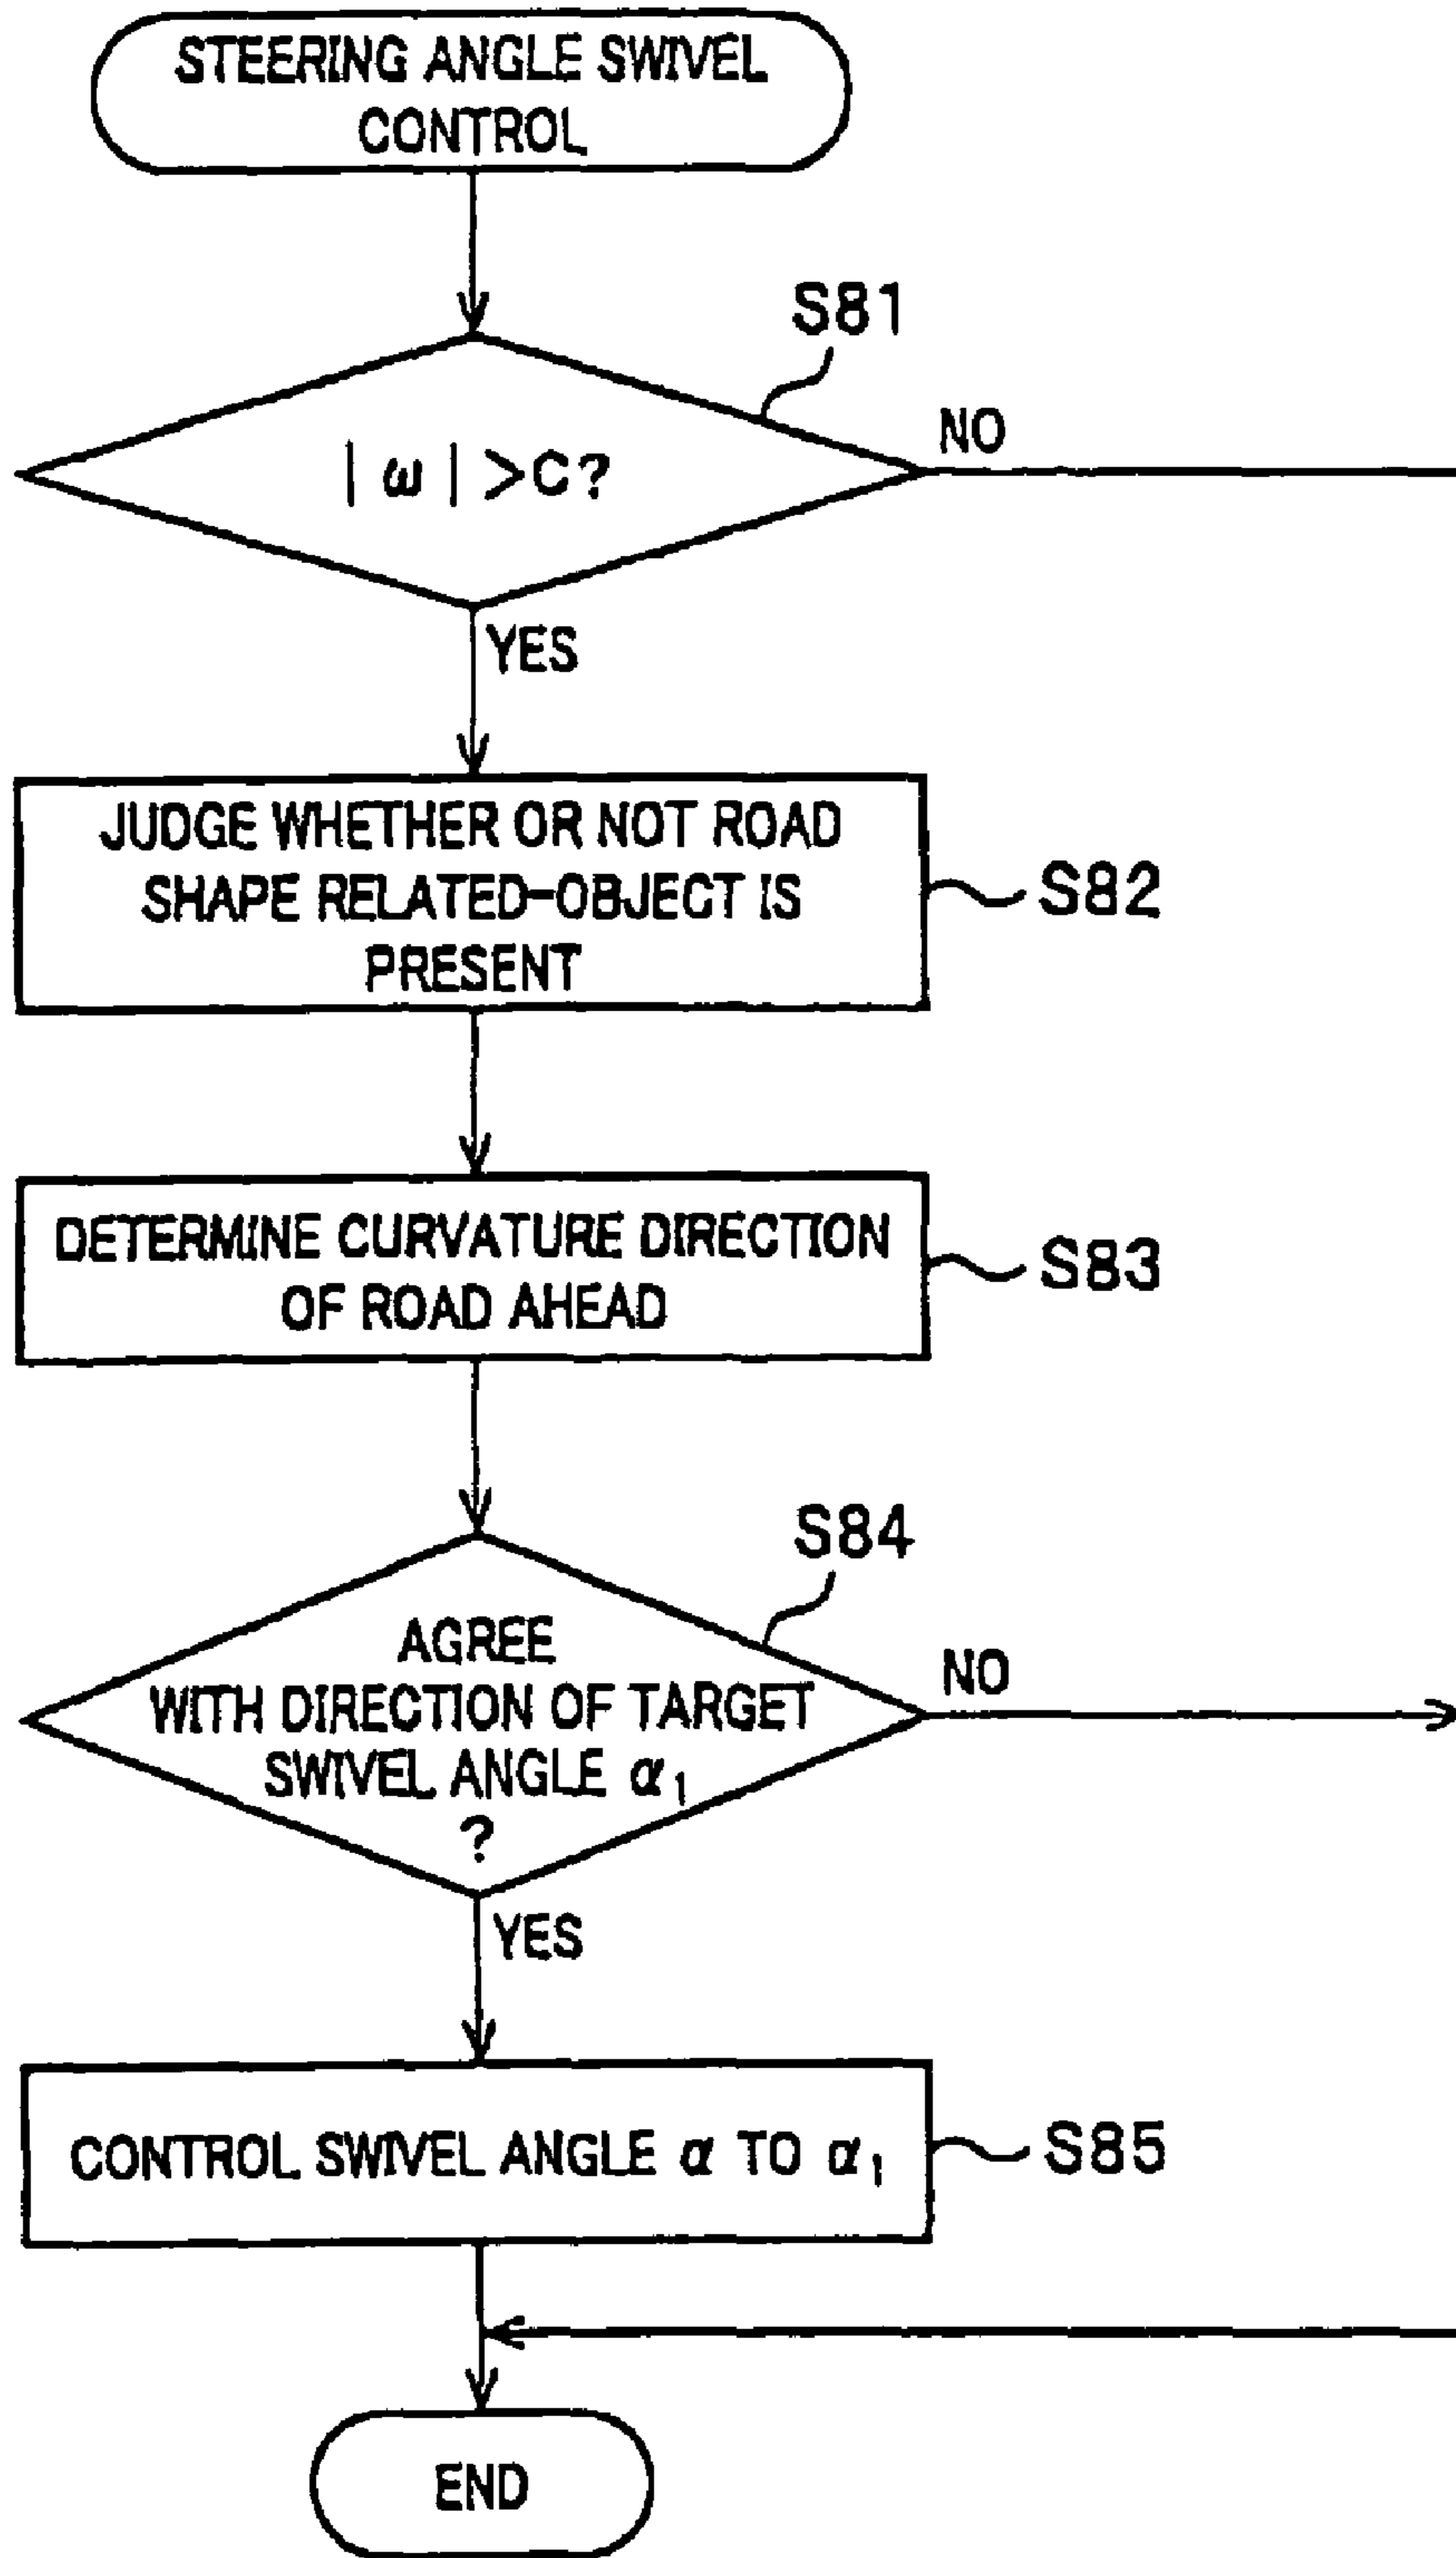 STEERING ANGLE SWIVEL
CONTROL
S81
| ω | >C?
NO
YES
JUDGE WHETHER OR NOT ROAD
SHAPE RELATED-OBJECT IS
PRESENT
S82
DETERMINE CURVATURE DIRECTION
OF ROAD AHEAD
S83
S84
AGREE
WITH DIRECTION OF TARGET
SWIVEL ANGLE α₁
?
NO
YES
CONTROL SWIVEL ANGLE α TO α₁
S85
END